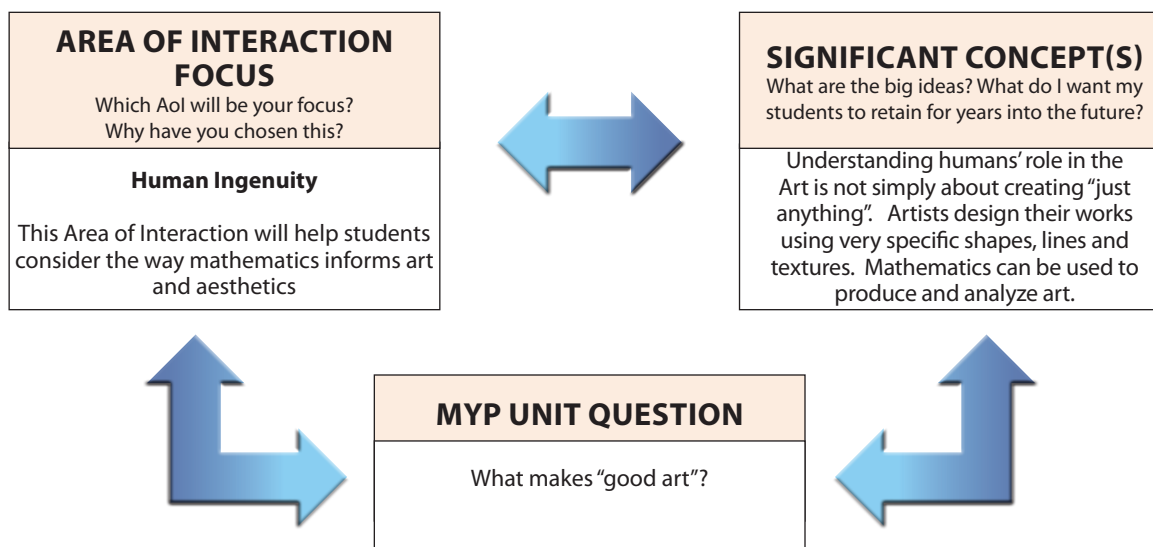 AREA OF INTERACTION
FOCUS
Which AoI will be your focus?
Why have you chosen this?
Human Ingenuity
This Area of Interaction will help students
consider the way mathematics informs art
and aesthetics
SIGNIFICANT CONCEPT(S)
What are the big ideas? What do I want my
students to retain for years into the future?
Understanding humans’ role in the
Art is not simply about creating “just
anything”. Artists design their works
using very specific shapes, lines and
textures. Mathematics can be used to
produce and analyze art.
MYP UNIT QUESTION
What makes “good art”?